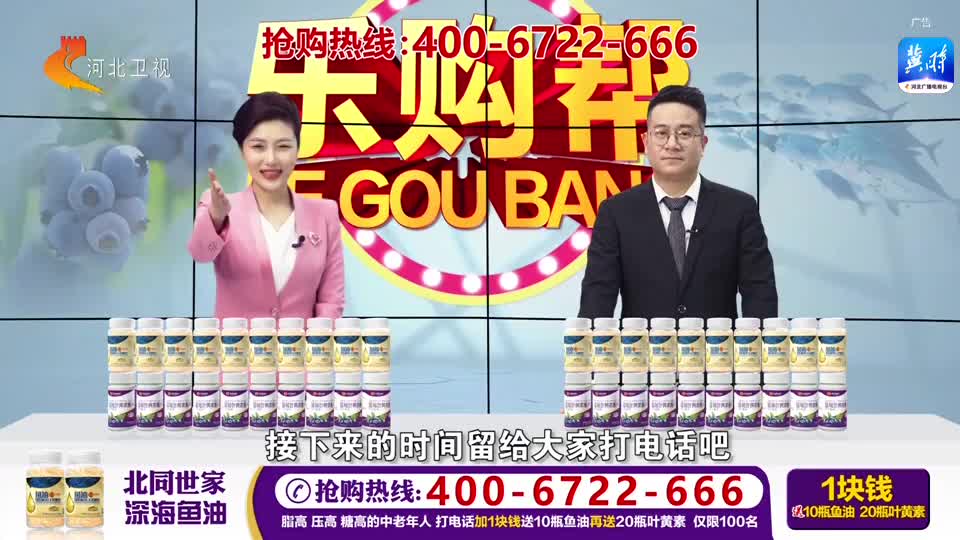 抢购热线:400-6722-666
广告
河北卫视
冀时
河北广播电视台
乐购帮
LE GOU BANG
接下来的时间留给大家打电话吧
北同世家
深海鱼油
抢购热线:400-6722-666
脂高 压高 糖高的中老年人 打电话加1块钱送10瓶鱼油再送20瓶叶黄素 仅限100名
1块钱
送10瓶鱼油 20瓶叶黄素